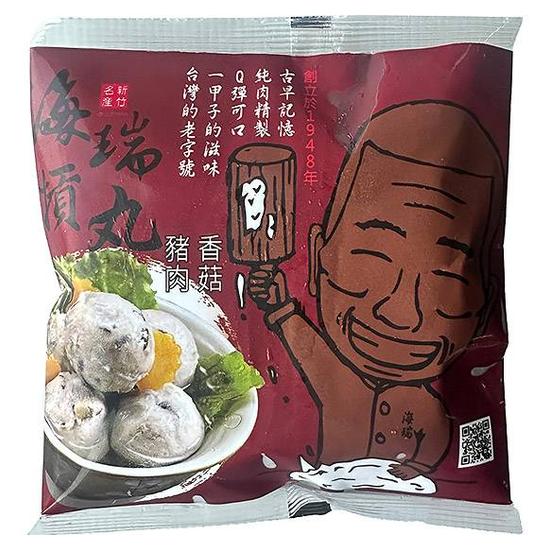 創立於1948年
古早記憶
純肉精製
Q彈可口
一甲子的滋味
台灣的老字號
新竹
名產
海瑞
摃丸
香菇
豬肉
海瑞